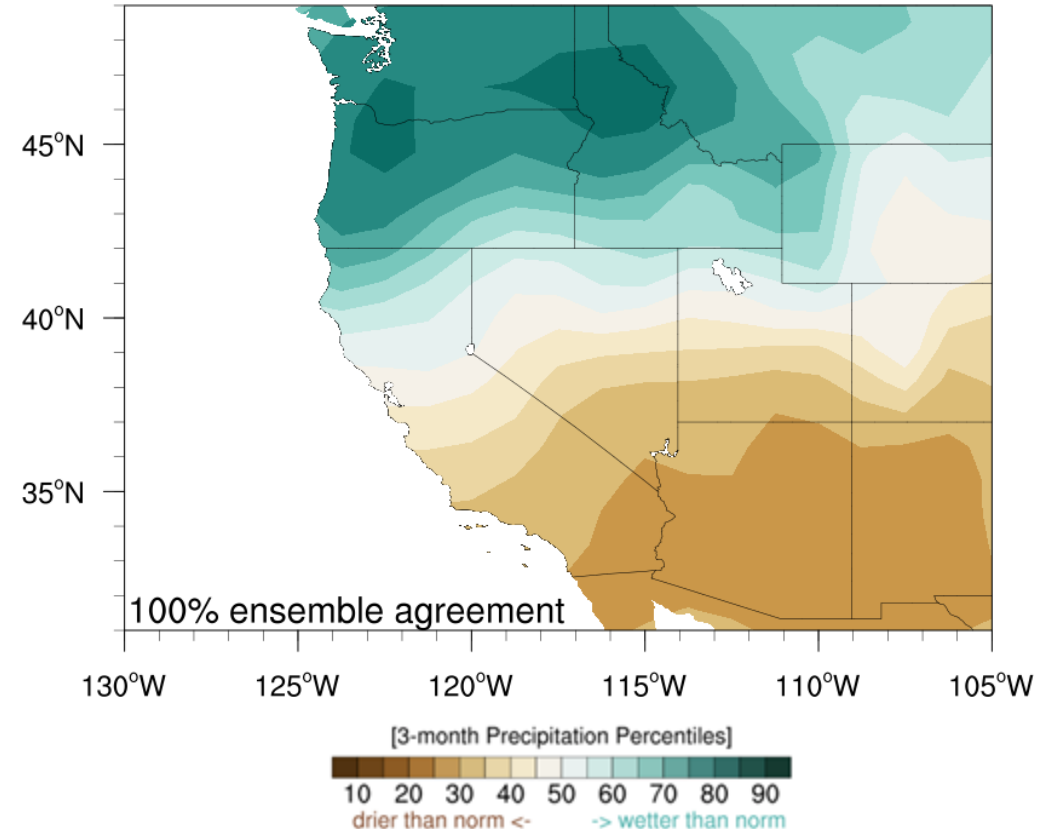 45°N
40°N
35°N
100% ensemble agreement
130°W 125°W 120°W 115°W 110°W 105°W
[3-month Precipitation Percentiles]
10 20 30 40 50 60 70 80 90
drier than norm <- -> wetter than norm